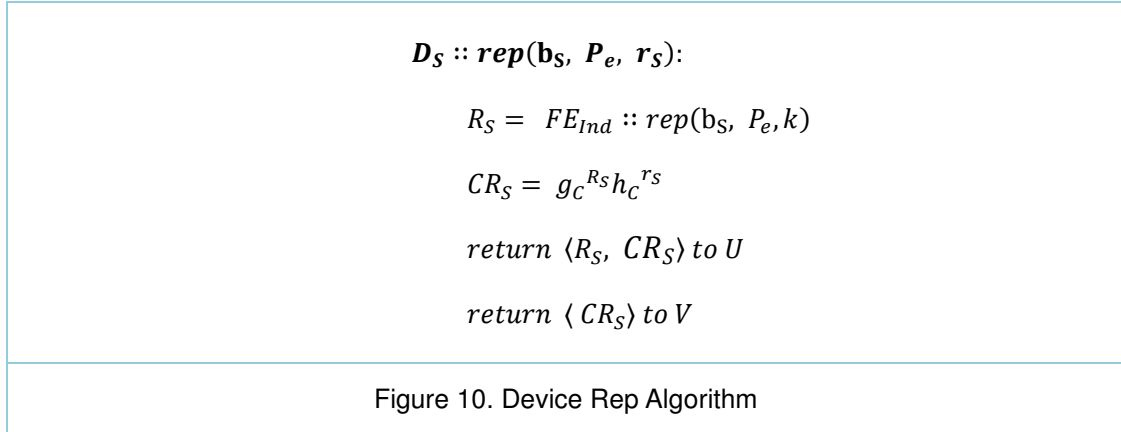 D_S :: rep(b_S, P_e, r_S):
R_S = FE_Ind :: rep(b_S, P_e, k)
CR_S = g_C^{R_S} h_C^{r_S}
return ⟨R_S, CR_S⟩ to U
return ⟨ CR_S⟩ to V
Figure 10. Device Rep Algorithm